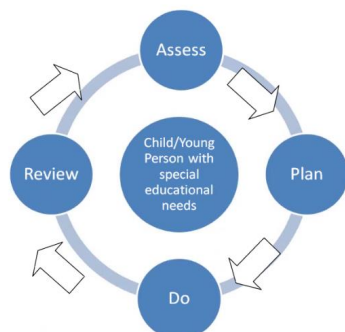 Assess
Child/Young
Person with
special
educational
needs
Review
Plan
Do